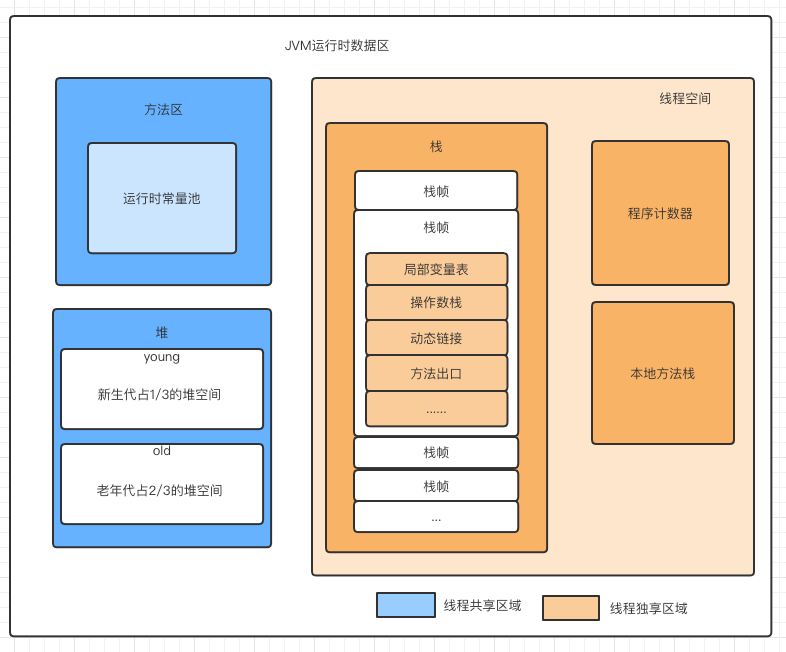 JVM运行时数据区
方法区
运行时常量池
堆
young
新生代占1/3的堆空间
old
老年代占2/3的堆空间
线程空间
栈
栈帧
栈帧
局部变量表
操作数栈
动态链接
方法出口
......
栈帧
栈帧
...
程序计数器
本地方法栈
线程共享区域
线程独享区域